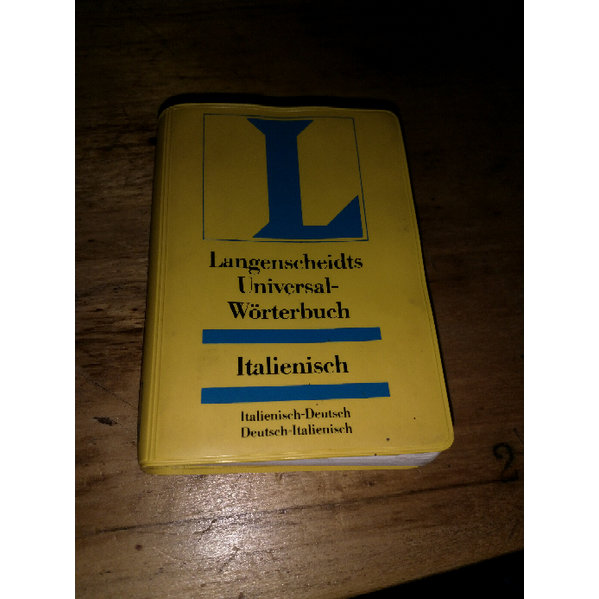 L
Langenscheidts
Universal-
Wörterbuch
Italienisch
Italienisch-Deutsch
Deutsch-Italienisch